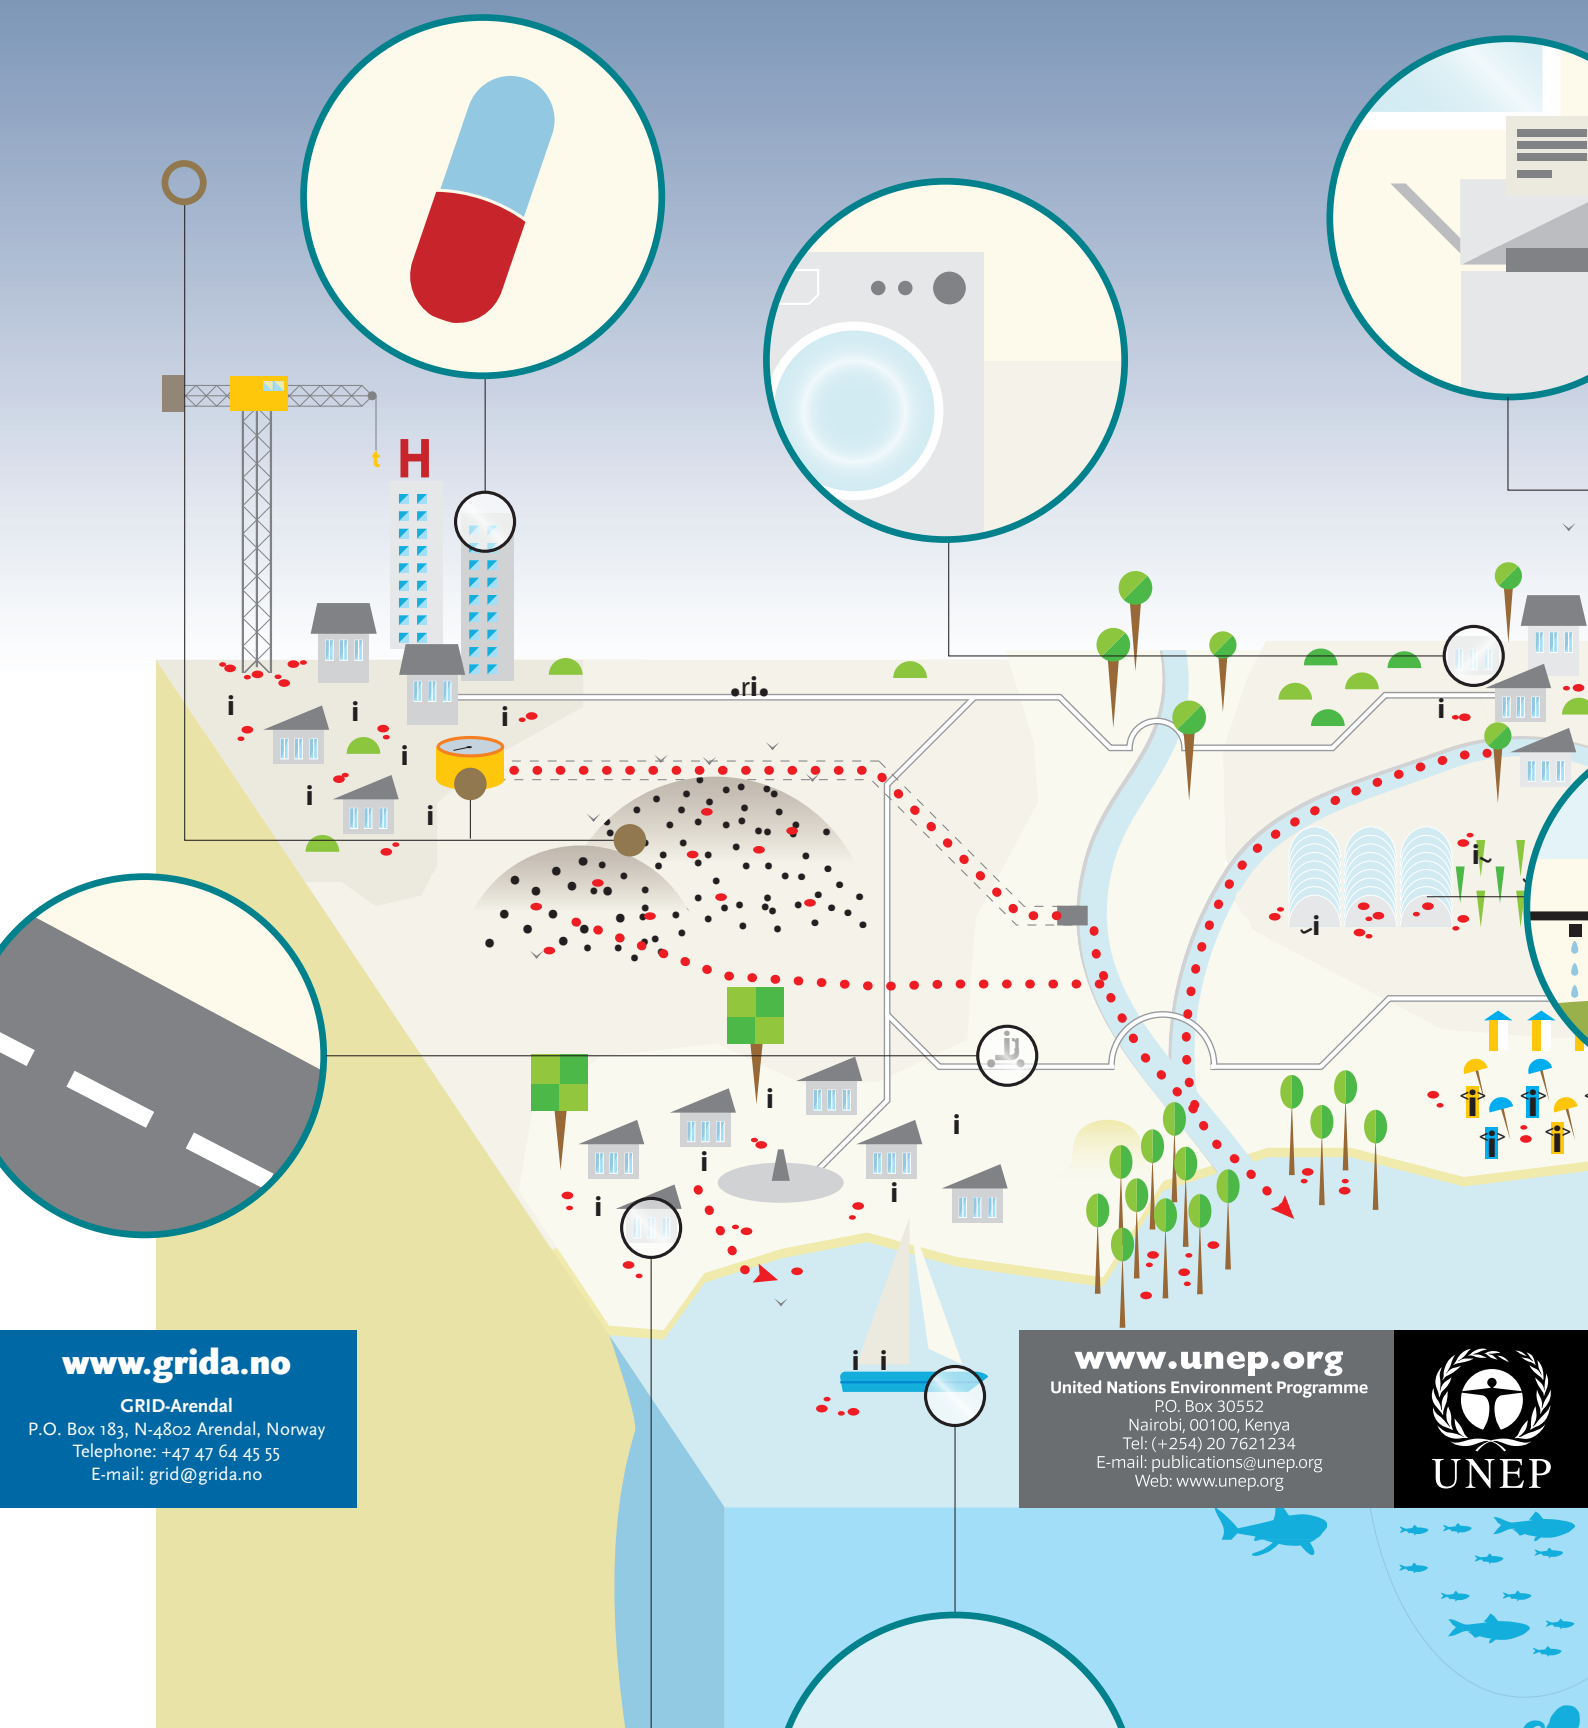 H
www.grida.no
GRID-Arendal
P.O. Box 183, N-4802 Arendal, Norway
Telephone: +47 47 64 45 55
E-mail: grid@grida.no
www.unep.org
United Nations Environment Programme
P.O. Box 30552
Nairobi, 00100, Kenya
Tel: (+254) 20 7621234
E-mail: publications@unep.org
Web: www.unep.org
UNEP